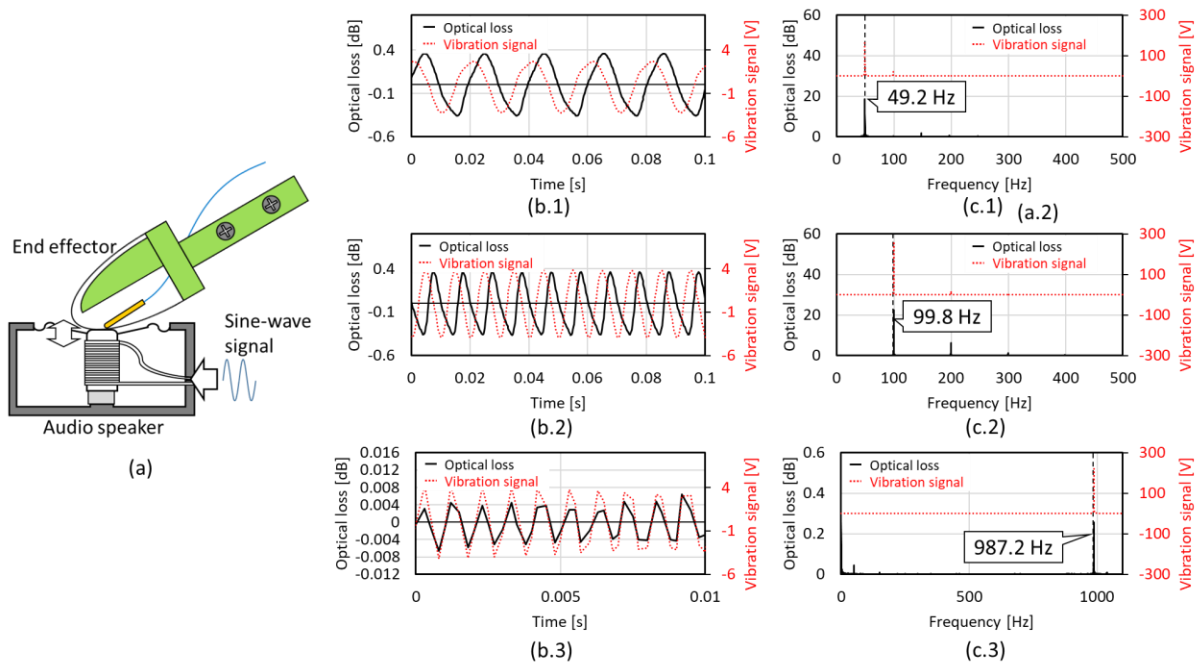 End effector
Sine-wave
signal
Audio speaker
(a)
Optical loss
Vibration signal
Optical loss [dB]
0.4
-0.1
-0.6
Vibration signal [V]
4
-1
-6
0 0.02 0.04 0.06 0.08 0.1
Time [s]
(b.1)
Optical loss
Vibration signal
Optical loss [dB]
60
40
20
0
Vibration signal [V]
300
100
-100
-300
49.2 Hz
0 100 200 300 400 500
Frequency [Hz]
(c.1) (a.2)
Optical loss
Vibration signal
Optical loss [dB]
0.4
-0.1
-0.6
Vibration signal [V]
4
-1
-6
0 0.02 0.04 0.06 0.08 0.1
Time [s]
(b.2)
Optical loss
Vibration signal
Optical loss [dB]
60
40
20
0
Vibration signal [V]
300
100
-100
-300
99.8 Hz
0 100 200 300 400 500
Frequency [Hz]
(c.2)
Optical loss
Vibration signal
Optical loss [dB]
0.016
0.012
0.008
0.004
0
-0.004
-0.008
-0.012
Vibration signal [V]
4
-1
-6
0 0.005 0.01
Time [s]
(b.3)
Optical loss
Vibration signal
Optical loss [dB]
0.6
0.4
0.2
0
Vibration signal [V]
300
100
-100
-300
987.2 Hz
0 500 1000
Frequency [Hz]
(c.3)